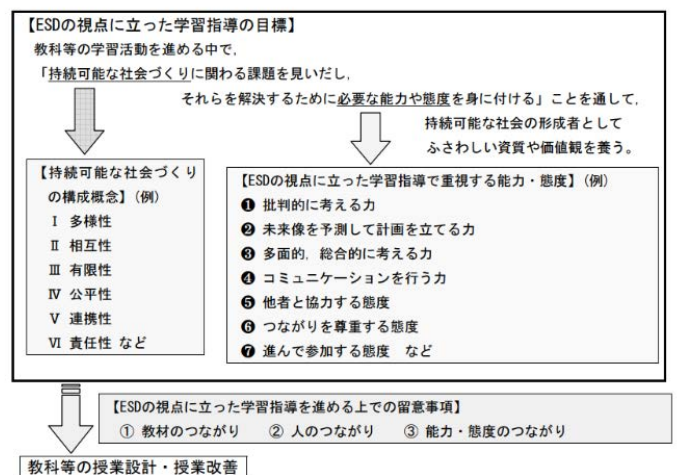 【ESDの視点に立った学習指導の目標】
教科等の学習活動を進める中で，
「持続可能な社会づくりに関わる課題を見いだし，
それらを解決するために必要な能力や態度を身に付ける」ことを通して，
持続可能な社会の形成者として
ふさわしい資質や価値観を養う。
【持続可能な社会づくり
の構成概念】(例)
Ⅰ 多様性
Ⅱ 相互性
Ⅲ 有限性
Ⅳ 公平性
Ⅴ 連携性
Ⅵ 責任性 など
【ESDの視点に立った学習指導で重視する能力・態度】(例)
❶ 批判的に考える力
❷ 未来像を予測して計画を立てる力
❸ 多面的，総合的に考える力
❹ コミュニケーションを行う力
❺ 他者と協力する態度
❻ つながりを尊重する態度
❼ 進んで参加する態度 など
【ESDの視点に立った学習指導を進める上での留意事項】
① 教材のつながり ② 人のつながり ③ 能力・態度のつながり
教科等の授業設計・授業改善